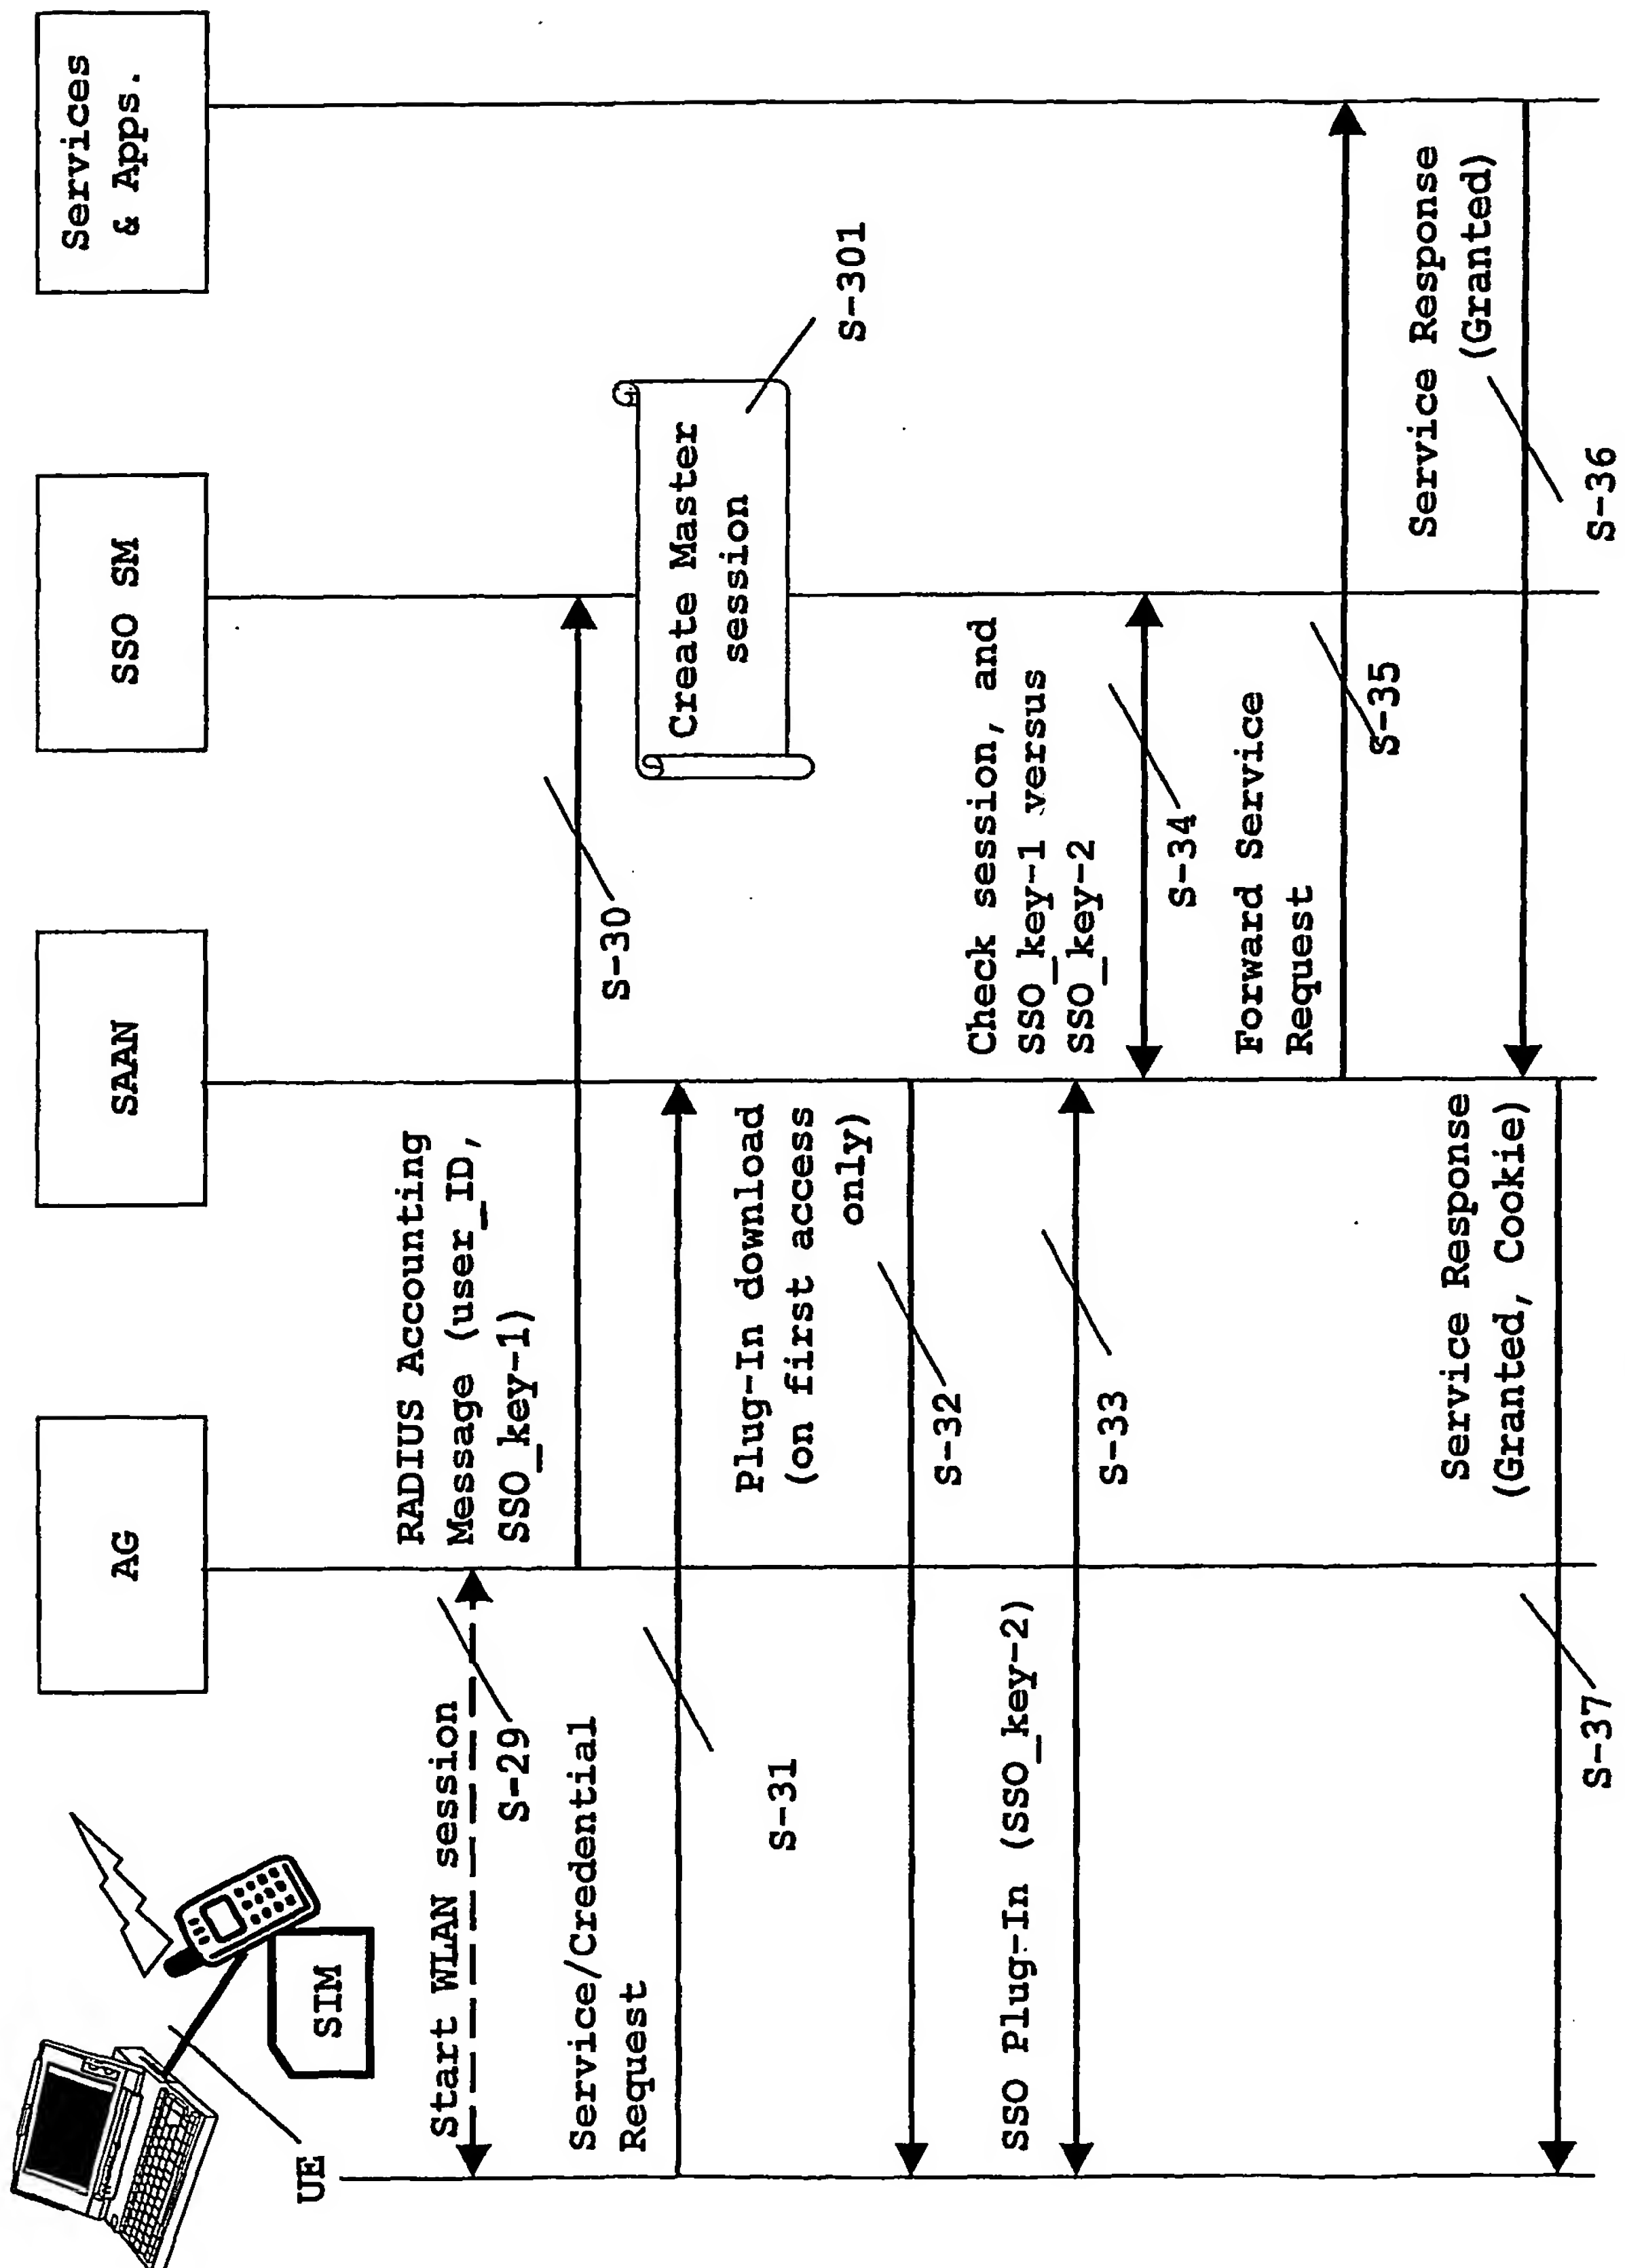 UE
SIM
AG
SAAN
SSO SM
Services
& Apps.
Start WLAN session
S-29
RADIUS Accounting
Message (user_ID,
SSO_key-1)
S-30
Create Master
session
S-301
Service/Credential
Request
S-31
Plug-In download
(on first access
only)
S-32
SSO Plug-In (SSO_key-2)
S-33
Check session, and
SSO_key-1 versus
SSO_key-2
S-34
Forward Service
Request
S-35
Service Response
(Granted)
S-36
Service Response
(Granted, Cookie)
S-37